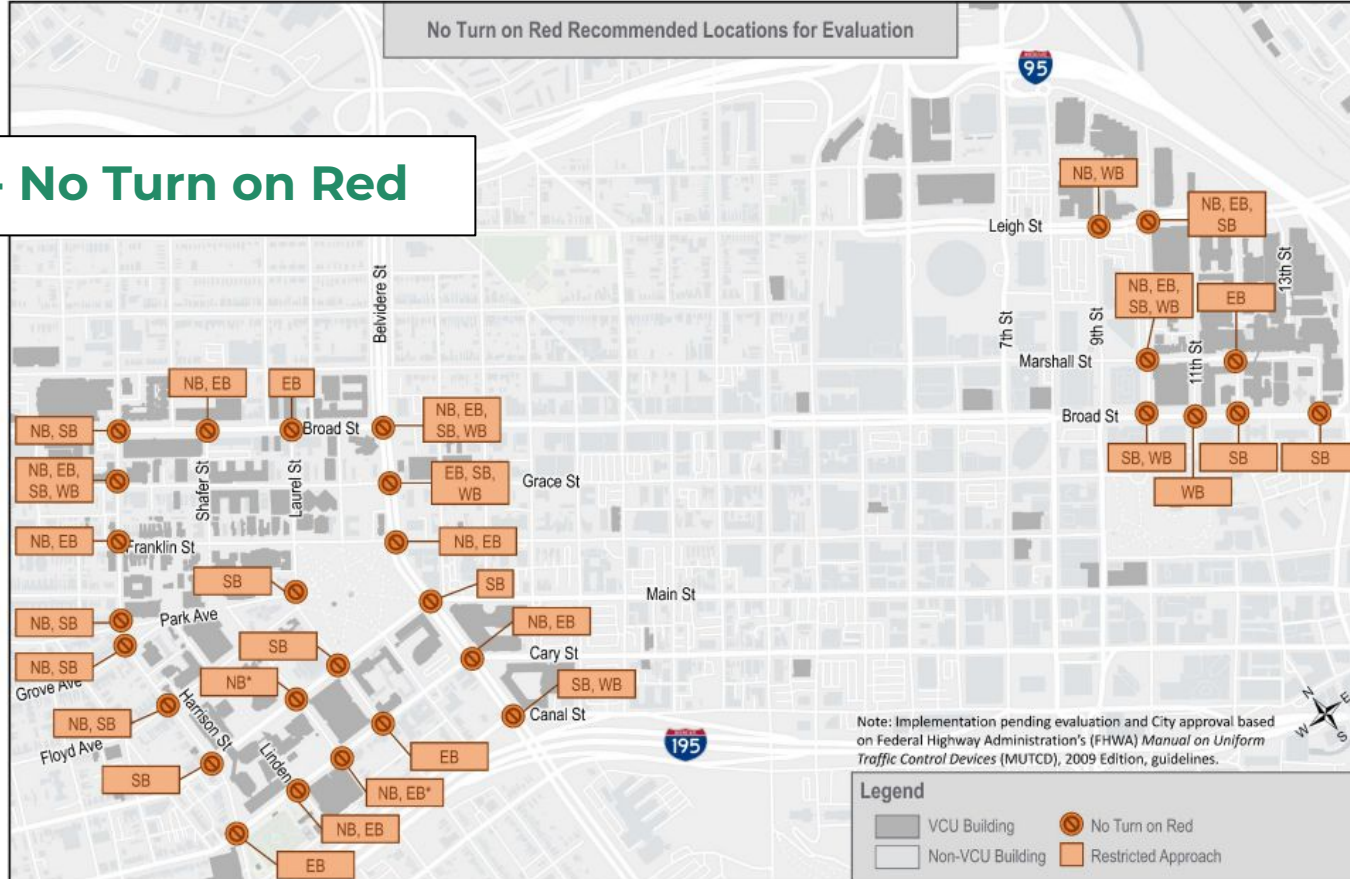 No Turn on Red Recommended Locations for Evaluation
95
No Turn on Red
NB, WB
NB, EB,
SB
Leigh St
Belvidere St
13th St
NB, EB,
SB, WB
EB
7th St
9th St
Marshall St
11th St
NB, EB
EB
NB, EB,
SB, WB
Broad St
Broad St
NB, SB
SB, WB
SB
SB
WB
NB, EB,
SB, WB
Shafer St
Laurel St
EB, SB,
WB
Grace St
NB, EB
Franklin St
NB, EB
SB
SB
Main St
NB, SB
Park Ave
NB, EB
NB, SB
SB
Cary St
Grove Ave
NB*
SB, WB
Harrison St
NB, SB
Canal St
Floyd Ave
Linden
195
EB
SB
NB, EB*
NB, EB
EB
N
E
W
S
Note: Implementation pending evaluation and City approval based
on Federal Highway Administration's (FHWA) Manual on Uniform
Traffic Control Devices (MUTCD), 2009 Edition, guidelines.
Legend
VCU Building
No Turn on Red
Non-VCU Building
Restricted Approach